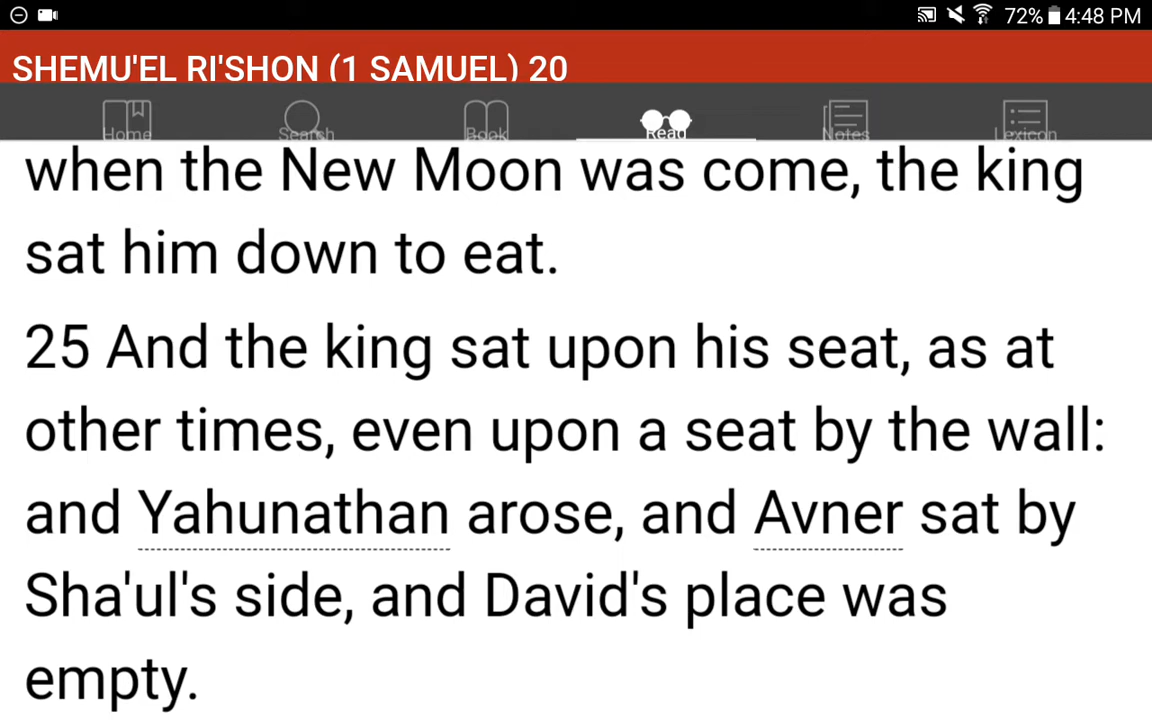 72% 4:48 PM
SHEMU'EL RI'SHON (1 SAMUEL) 20
Home Search Book Read Notes Lexicon
when the New Moon was come, the king
sat him down to eat.
25 And the king sat upon his seat, as at
other times, even upon a seat by the wall:
and Yahunathan arose, and Avner sat by
Sha'ul's side, and David's place was
empty.